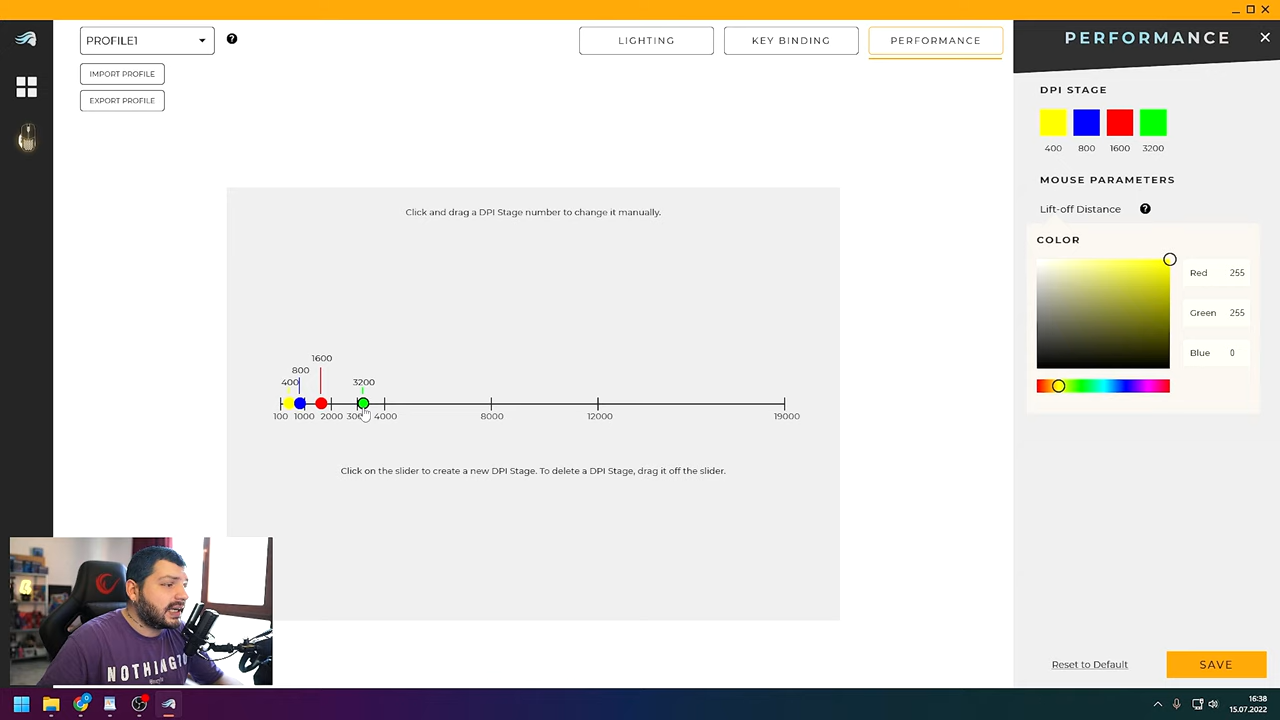 PROFILE1
IMPORT PROFILE
EXPORT PROFILE
LIGHTING
KEY BINDING
PERFORMANCE
PERFORMANCE
DPI STAGE
400 800 1600 3200
MOUSE PARAMETERS
Lift-off Distance
COLOR
Red 255
Green 255
Blue 0
Click and drag a DPI Stage number to change it manually.
1600
800
400 3200
100 1000 2000 4000 8000 12000 19000
Click on the slider to create a new DPI Stage. To delete a DPI Stage, drag it off the slider.
Reset to Default
SAVE
16:38
15.07.2022